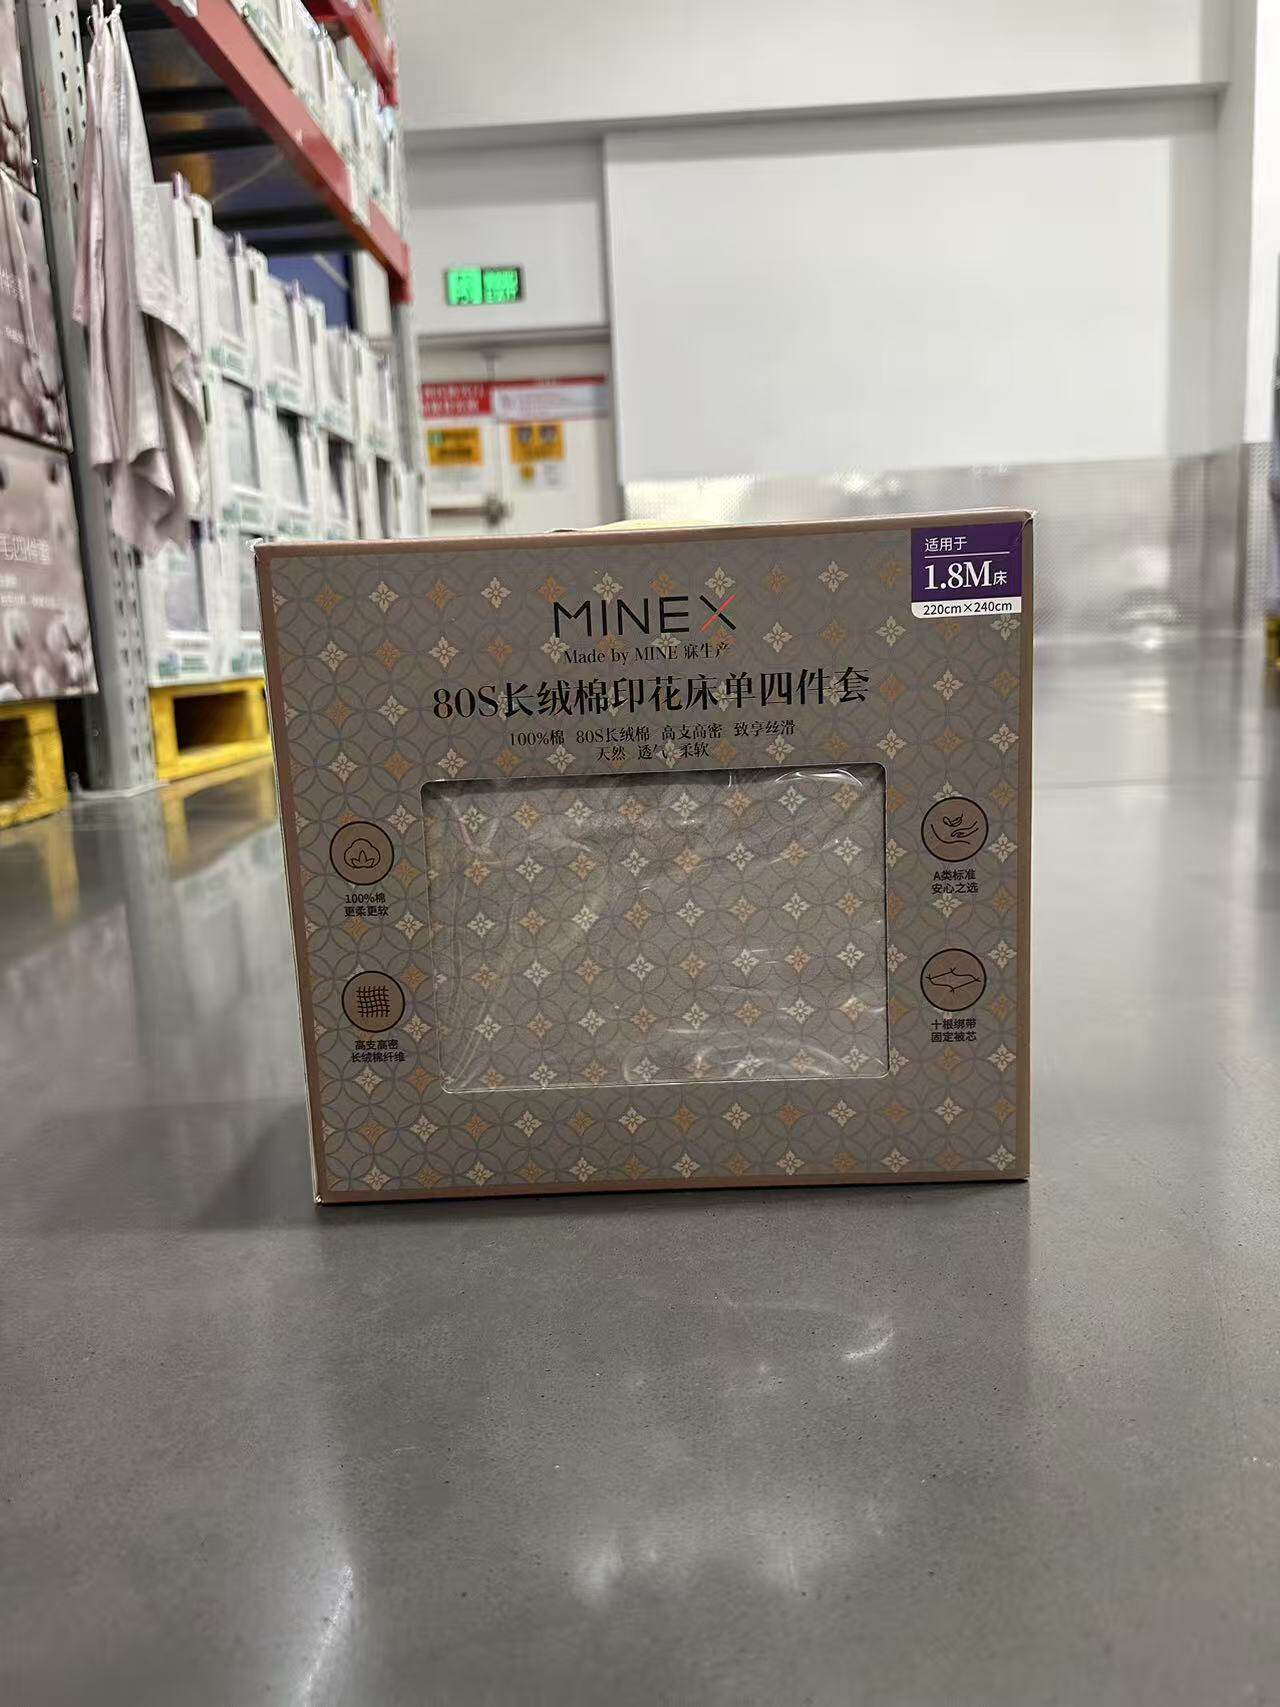 适用于
1.8M床
220cm×240cm
MINEX
Made by MINE 寐生产
80S长绒棉印花床单四件套
100%棉 80S长绒棉 高支高密 致享丝滑
天然 透气 柔软
100%棉
更柔更软
A类标准
安心之选
高支高密
长绒棉纤维
十根绑带
固定被芯